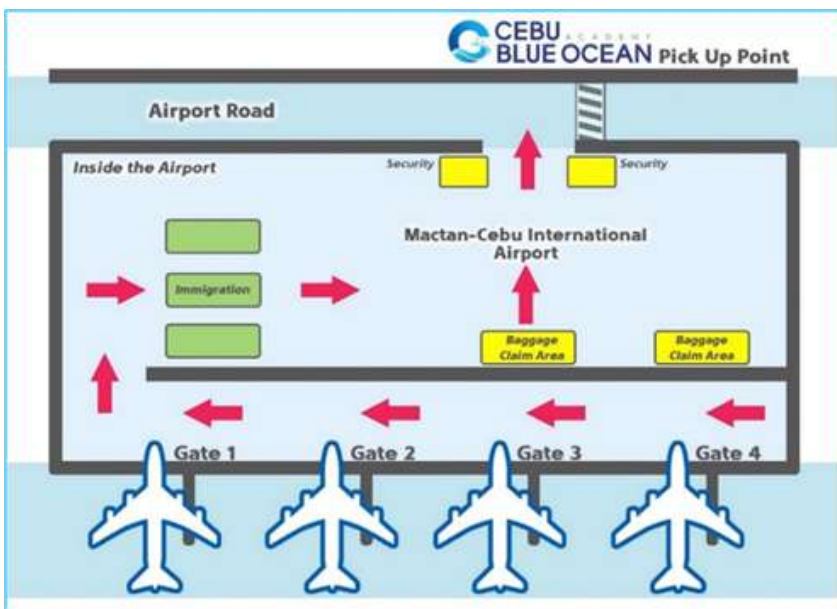 CEBU ACADEMY
BLUE OCEAN Pick Up Point
Airport Road
Inside the Airport
Security
Security
Mactan-Cebu International
Airport
Immigration
Baggage
Claim Area
Baggage
Claim Area
Gate 1
Gate 2
Gate 3
Gate 4